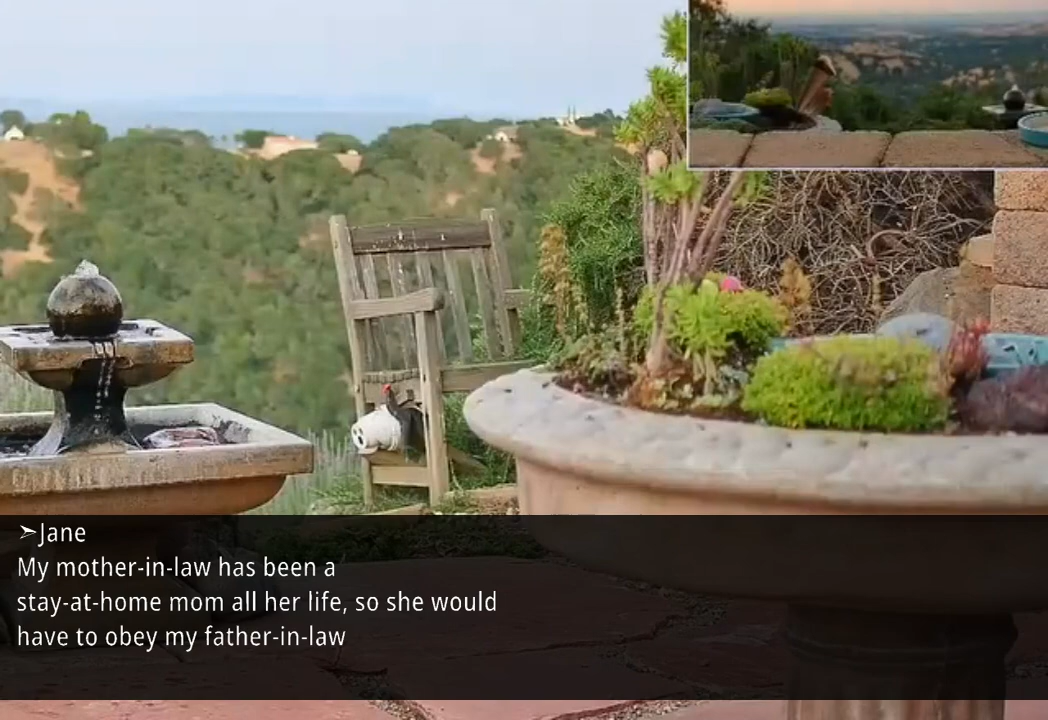 ➣Jane
My mother-in-law has been a
stay-at-home mom all her life, so she would
have to obey my father-in-law